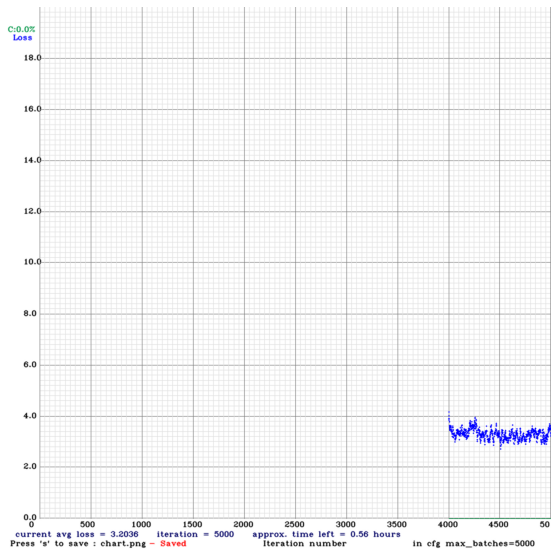 C:0.0%
Loss
18.0
16.0
14.0
12.0
10.0
8.0
6.0
4.0
2.0
0.0
0 500 1000 1500 2000 2500 3000 3500 4000 4500 50
current avg loss = 3.2036 iteration = 5000 approx. time left = 0.56 hours
Press 's' to save : chart.png - Saved Iteration number in cfg max_batches=5000